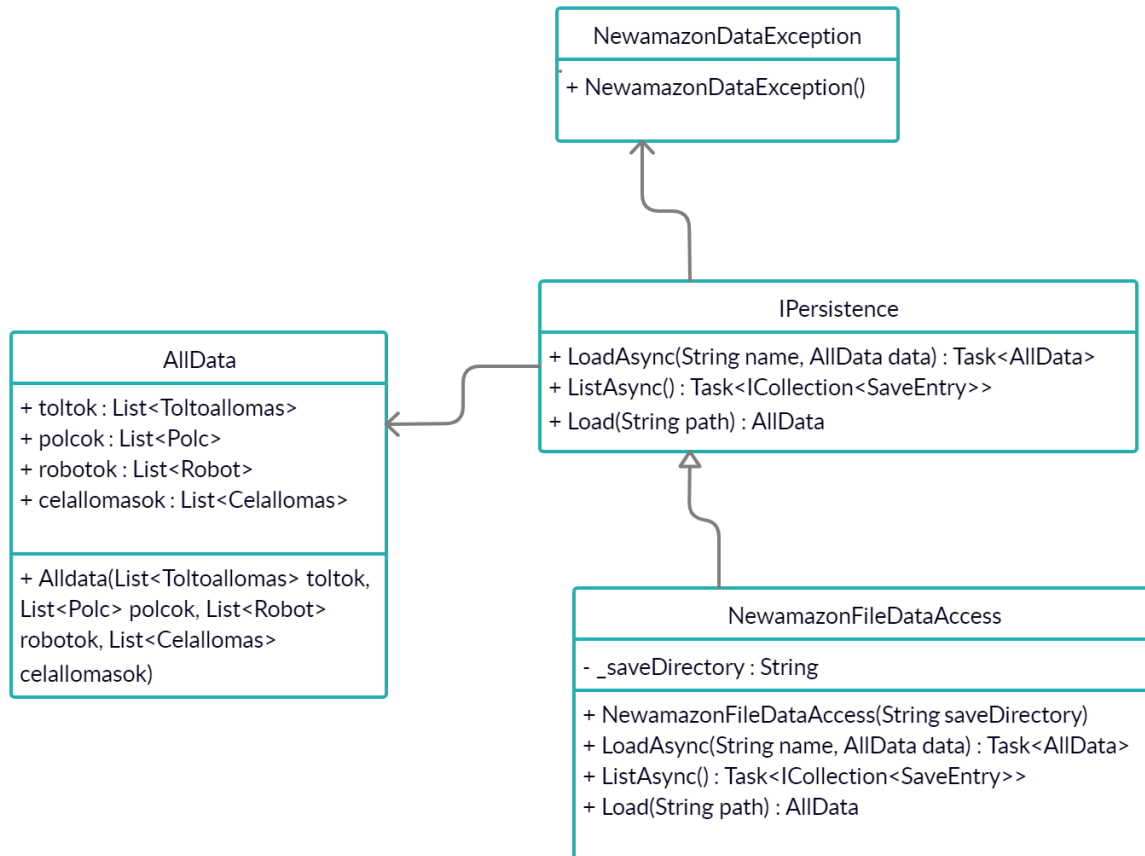 NewamazonDataException
+ NewamazonDataException()
IPersistence
+ LoadAsync(String name, AllData data) : Task<AllData>
+ ListAsync() : Task<ICollection<SaveEntry>>
+ Load(String path) : AllData
AllData
+ toltok : List<Toltoallomas>
+ polcok : List<Polc>
+ robotok : List<Robot>
+ celallomasok : List<Celallomas>
+ Alldata(List<Toltoallomas> toltok,
List<Polc> polcok, List<Robot>
robotok, List<Celallomas>
celallomasok)
NewamazonFileDataAccess
- _saveDirectory : String
+ NewamazonFileDataAccess(String saveDirectory)
+ LoadAsync(String name, AllData data) : Task<AllData>
+ ListAsync() : Task<ICollection<SaveEntry>>
+ Load(String path) : AllData